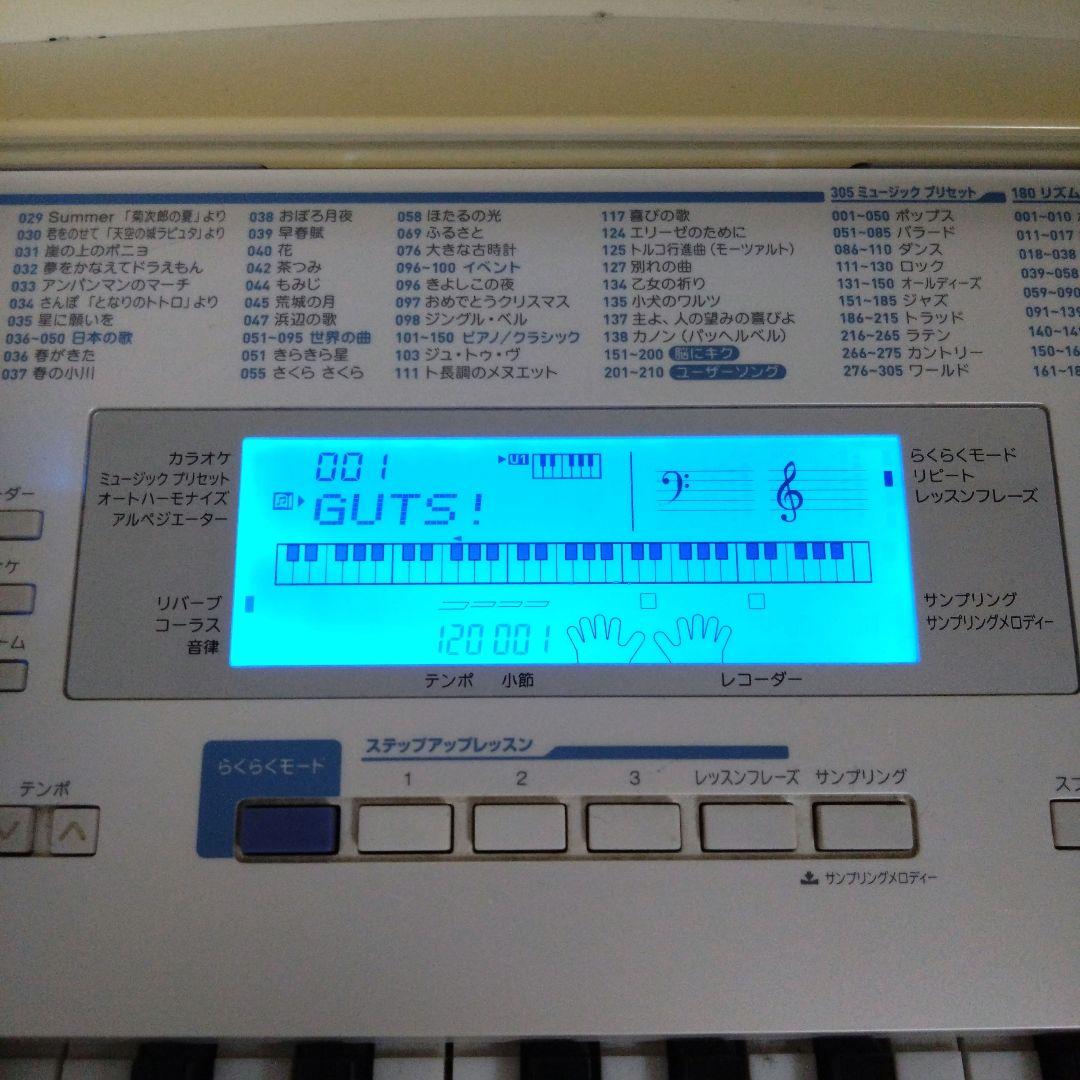 029 Summer 「菊次郎の夏」より
030 君をのせて「天空の城ラピュタ」より
031 崖の上のポニョ
032 夢をかなえてドラえもん
033 アンパンマンのマーチ
034 さんぽ 「となりのトトロ」より
035 星に願いを
036~050 日本の歌
036 春がきた
037 春の小川
038 おぼろ月夜
039 早春賦
040 花
042 茶つみ
044 もみじ
045 荒城の月
047 浜辺の歌
051~095 世界の曲
051 きらきら星
055 さくら さくら
058 ほたるの光
069 ふるさと
076 大きな古時計
096~100 イベント
096 きよしこの夜
097 おめでとうクリスマス
098 ジングル・ベル
101~150 ピアノ/クラシック
103 ジュ・トゥ・ヴ
111 ト長調のメヌエット
117 喜びの歌
124 エリーゼのために
125 トルコ行進曲(モーツァルト)
127 別れの曲
134 乙女の祈り
135 小犬のワルツ
137 主よ、人の望みの喜びよ
138 カノン(パッヘルベル)
151~200 脳にキク
201~210 ユーザーソング
305 ミュージック プリセット
001~050 ポップス
051~085 バラード
086~110 ダンス
111~130 ロック
131~150 オールディーズ
151~185 ジャズ
186~215 トラッド
216~265 ラテン
266~275 カントリー
276~305 ワールド
180 リズム
001~010
011~017
018~038
039~058
059~090
カラオケ
ミュージック プリセット
オートハーモナイズ
アルペジエーター
リバーブ
コーラス
音律
001
U1
GUTS!
120 001
テンポ 小節
レコーダー
らくらくモード
リピート
レッスンフレーズ
サンプリング
サンプリングメロディー
らくらくモード
ステップアップレッスン
1 2 3 レッスンフレーズ サンプリング
サンプリングメロディー
テンポ